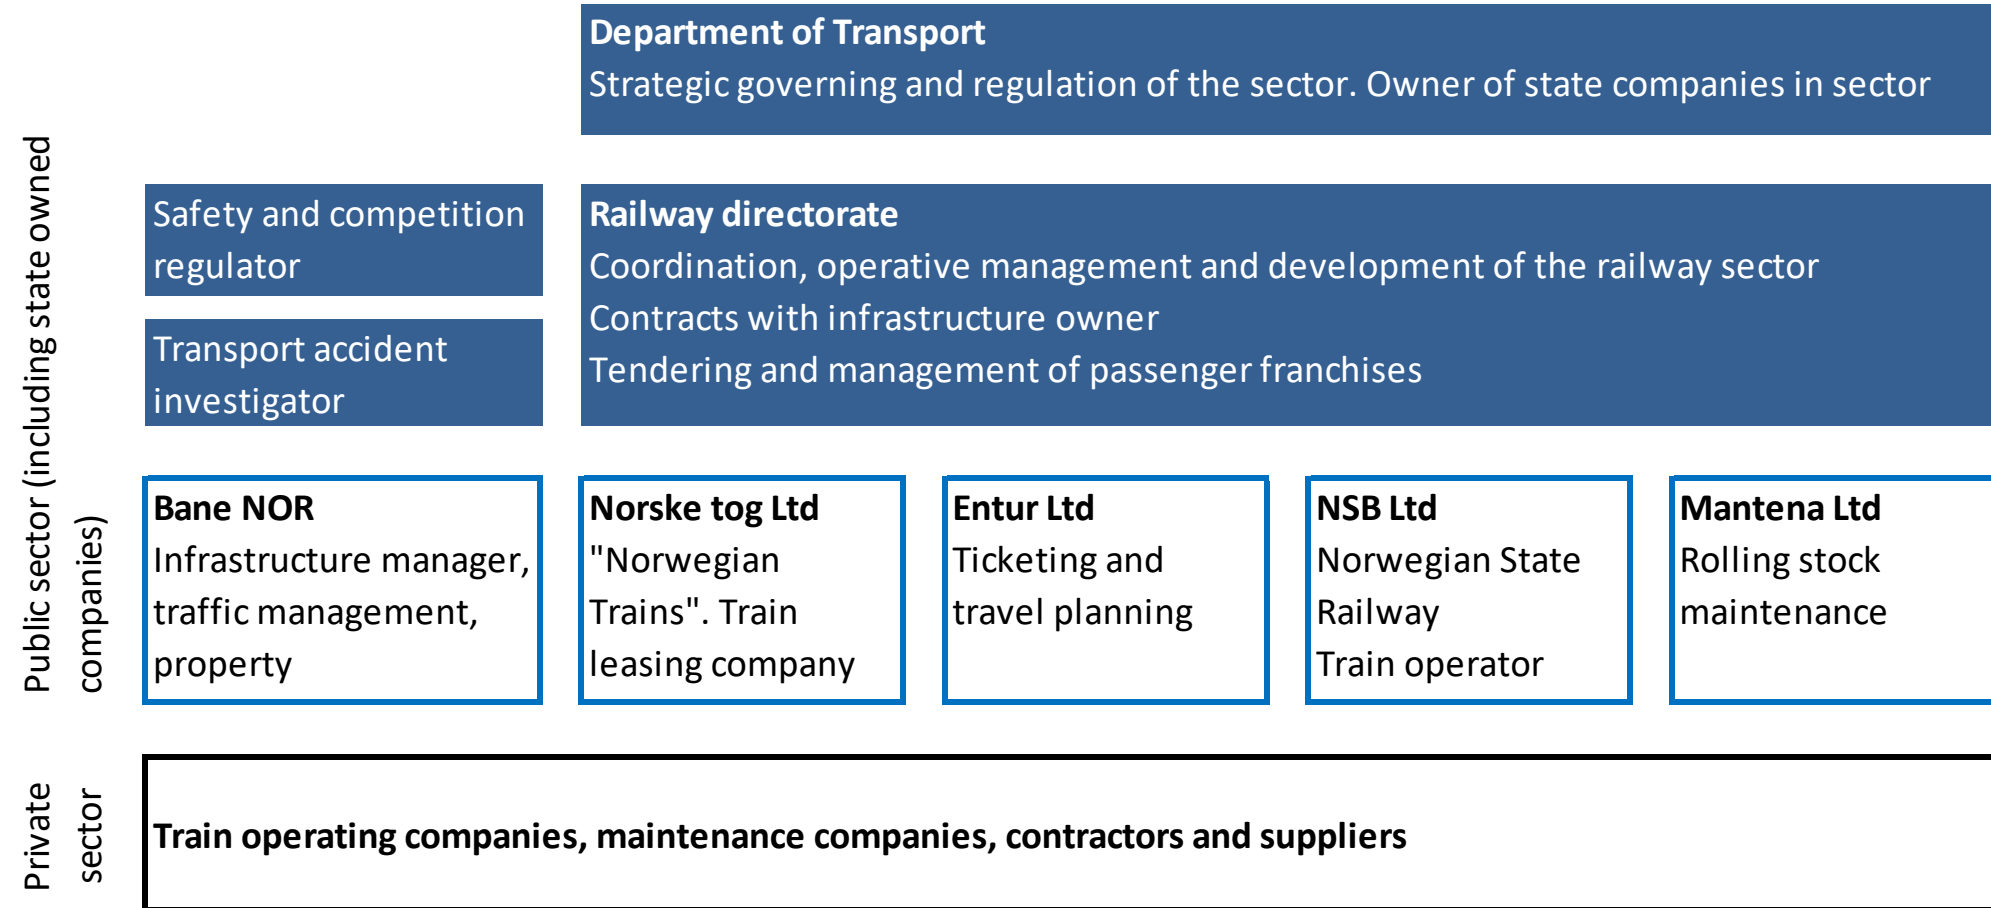 Department of Transport
Strategic governing and regulation of the sector. Owner of state companies in sector
Public sector (including state owned
companies)
Safety and competition
regulator
Transport accident
investigator
Railway directorate
Coordination, operative management and development of the railway sector
Contracts with infrastructure owner
Tendering and management of passenger franchises
Bane NOR
Infrastructure manager,
traffic management,
property
Norske tog Ltd
"Norwegian
Trains". Train
leasing company
Entur Ltd
Ticketing and
travel planning
NSB Ltd
Norwegian State
Railway
Train operator
Mantena Ltd
Rolling stock
maintenance
Private
sector
Train operating companies, maintenance companies, contractors and suppliers